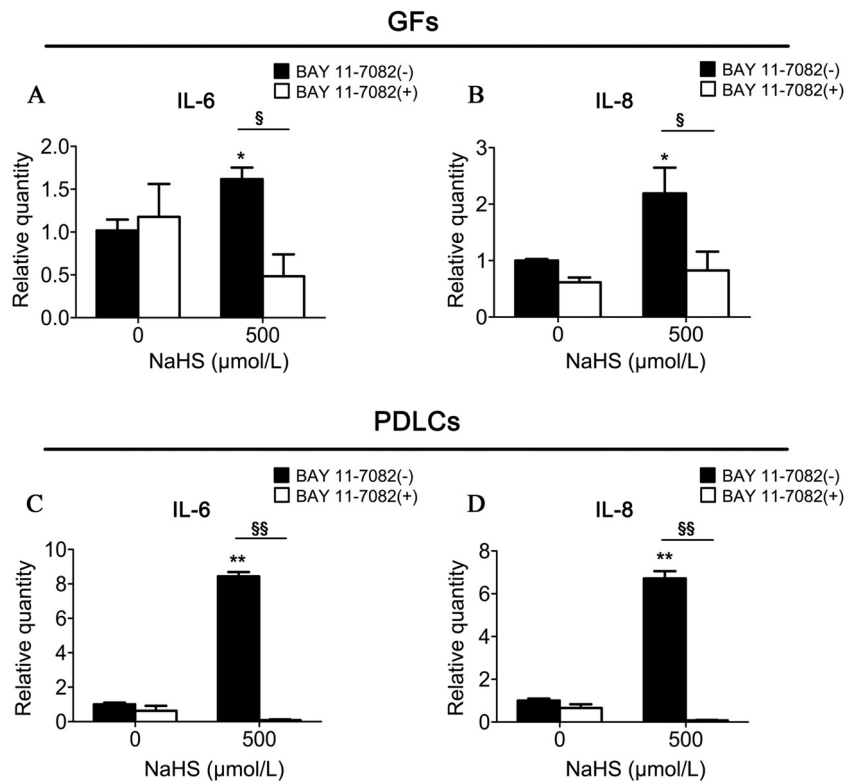 GFs
A
IL-6
BAY 11-7082(-)
BAY 11-7082(+)
§
*
Relative quantity
2.0
1.5
1.0
0.5
0.0
0
500
NaHS (μmol/L)
B
IL-8
BAY 11-7082(-)
BAY 11-7082(+)
§
*
Relative quantity
3
2
1
0
0
500
NaHS (μmol/L)
PDLCs
C
IL-6
BAY 11-7082(-)
BAY 11-7082(+)
§§
**
Relative quantity
10
8
6
4
2
0
0
500
NaHS (μmol/L)
D
IL-8
BAY 11-7082(-)
BAY 11-7082(+)
§§
**
Relative quantity
8
6
4
2
0
0
500
NaHS (μmol/L)